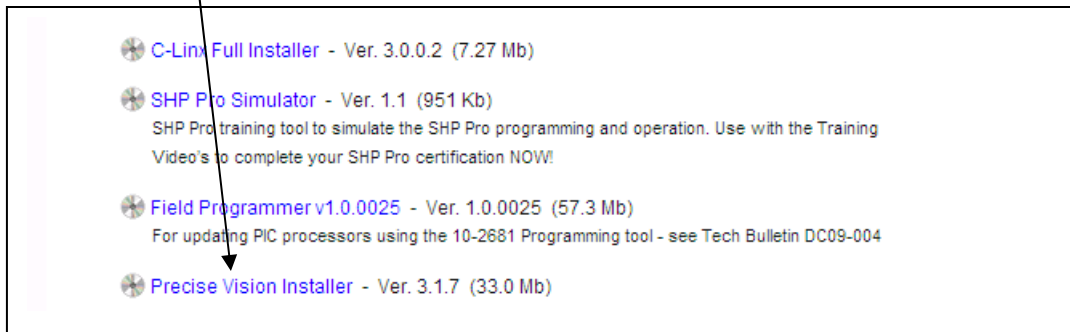 C-Linx Full Installer - Ver. 3.0.0.2 (7.27 Mb)
SHP Pro Simulator - Ver. 1.1 (951 Kb)
SHP Pro training tool to simulate the SHP Pro programming and operation. Use with the Training
Video's to complete your SHP Pro certification NOW!
Field Programmer v1.0.0025 - Ver. 1.0.0025 (57.3 Mb)
For updating PIC processors using the 10-2681 Programming tool - see Tech Bulletin DC09-004
Precise Vision Installer - Ver. 3.1.7 (33.0 Mb)